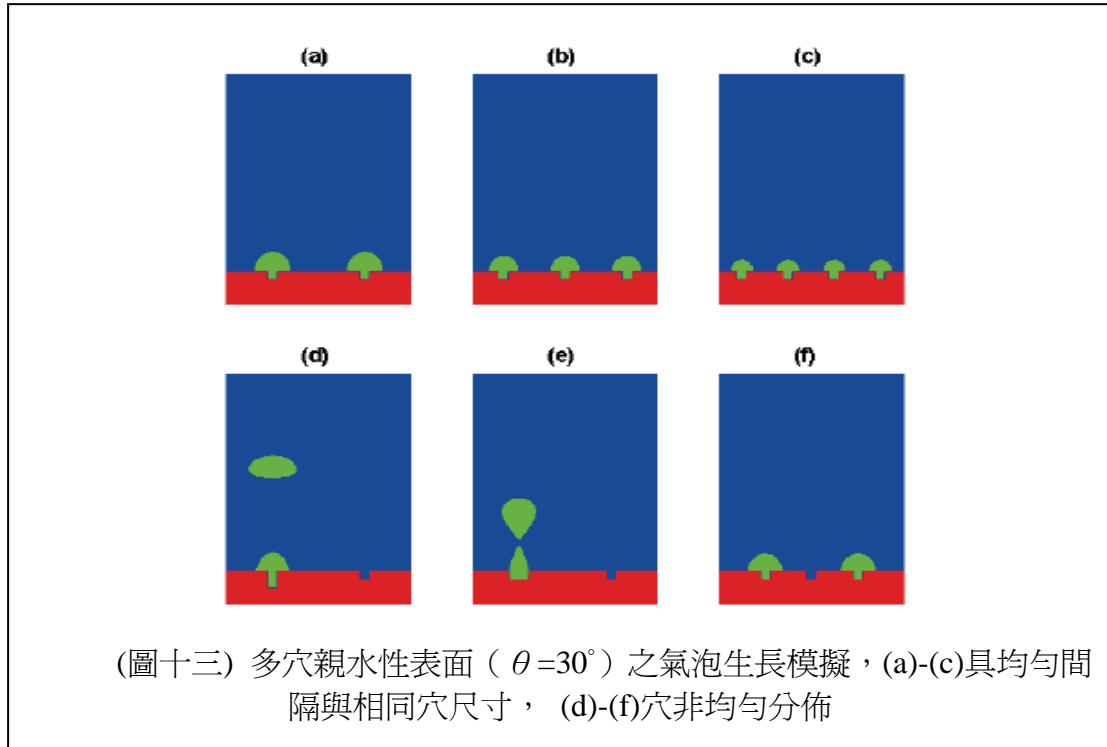 (a)
(b)
(c)
(d)
(e)
(f)
(圖十三) 多穴親水性表面（θ=30°）之氣泡生長模擬，(a)-(c)具均勻間
隔與相同穴尺寸， (d)-(f)穴非均勻分佈